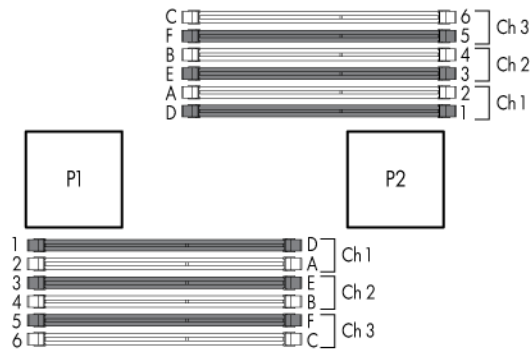 C 6 Ch 3
F 5
B 4 Ch 2
E 3
A 2 Ch 1
D 1
P1 P2
1 D Ch 1
2 A
3 E Ch 2
4 B
5 F Ch 3
6 C